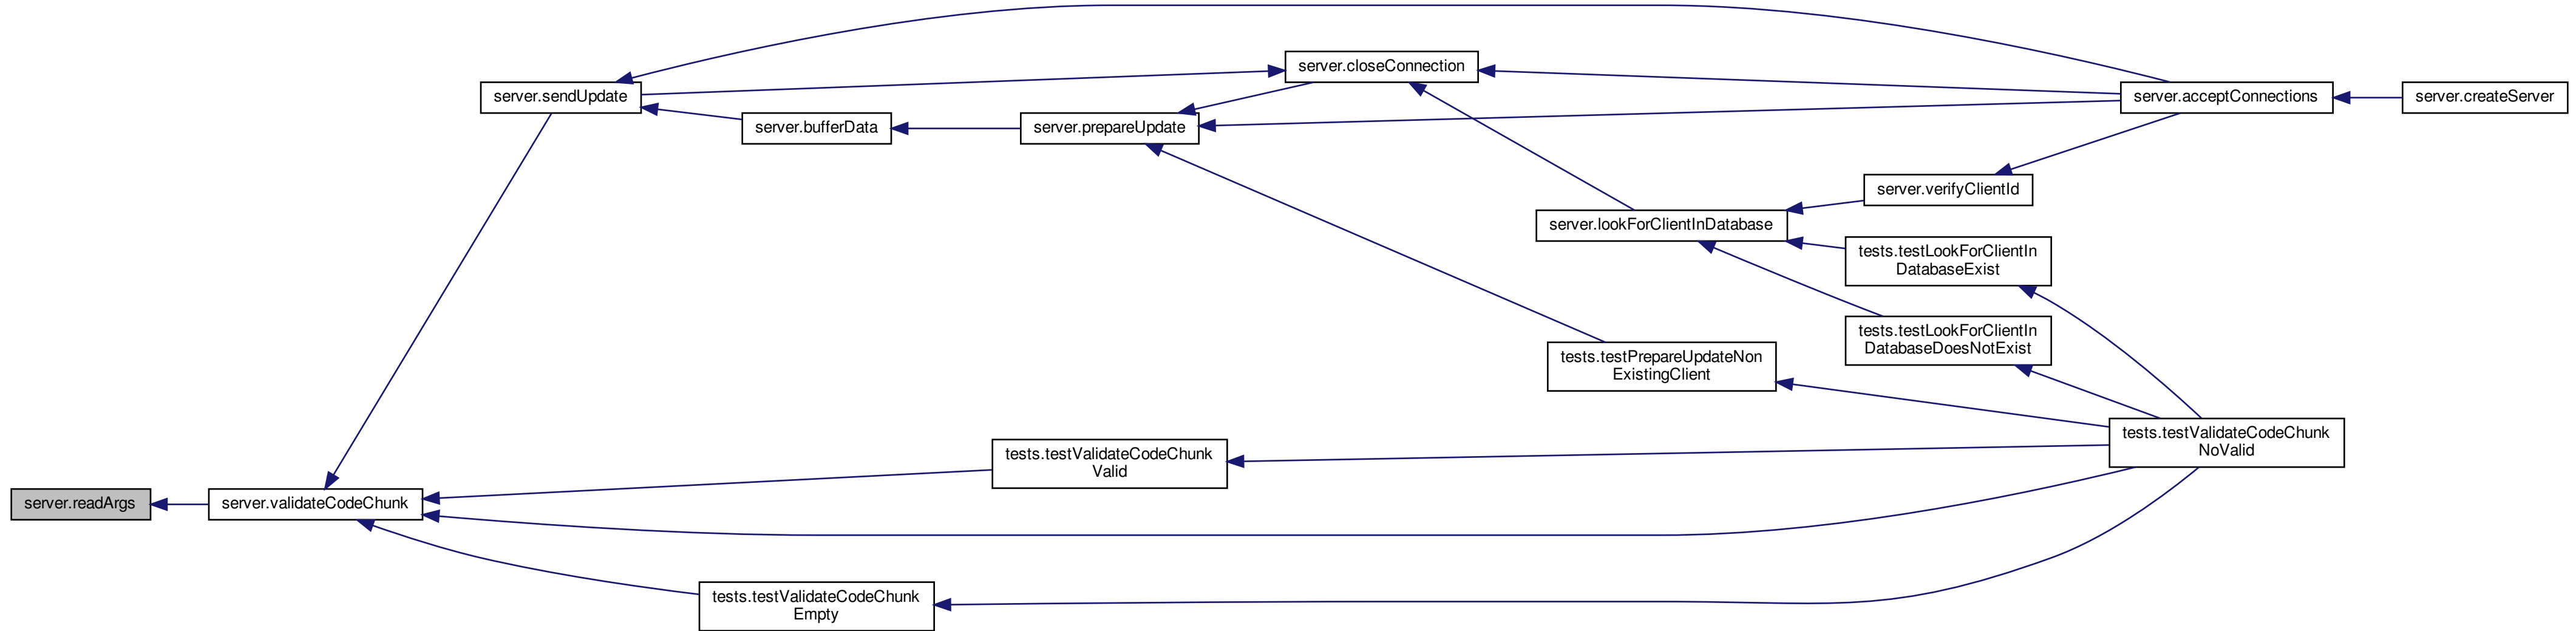 server.closeConnection
server.sendUpdate
server.acceptConnections
server.createServer
server.bufferData
server.prepareUpdate
server.verifyClientId
server.lookForClientInDatabase
tests.testLookForClientIn
DatabaseExist
tests.testLookForClientIn
DatabaseDoesNotExist
tests.testPrepareUpdateNon
ExistingClient
tests.testValidateCodeChunk
NoValid
tests.testValidateCodeChunk
Valid
server.readArgs
server.validateCodeChunk
tests.testValidateCodeChunk
Empty